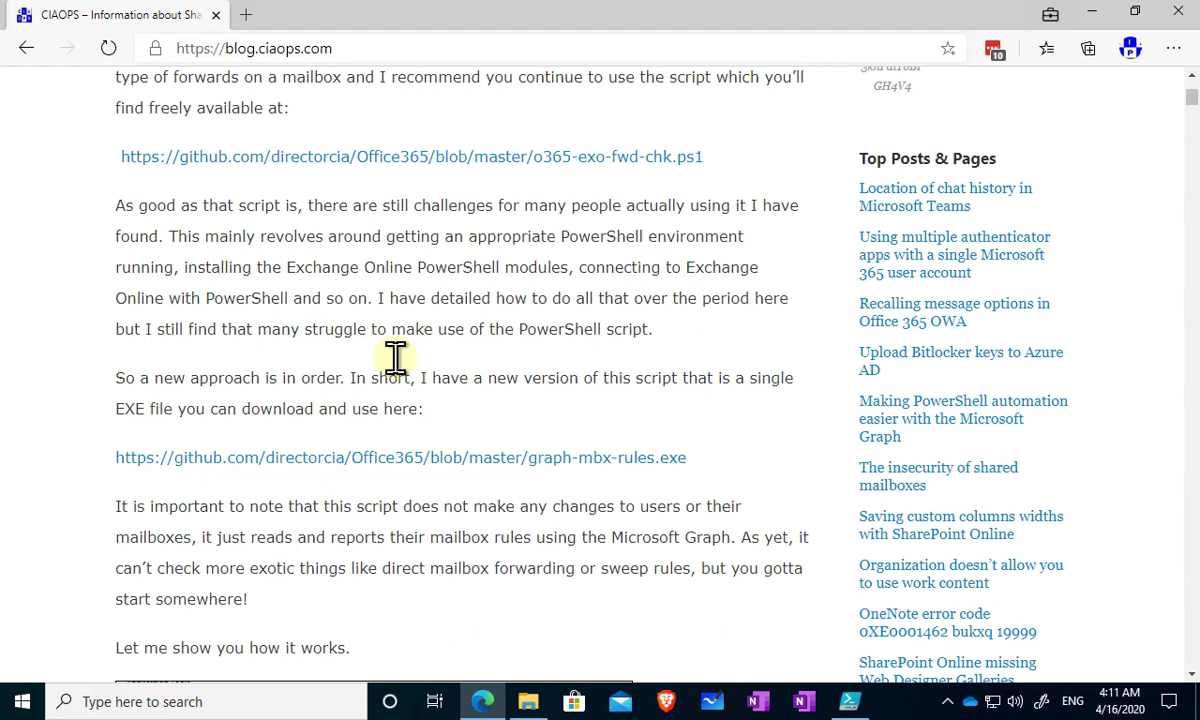 CIAOPS – Information about Sha
https://blog.ciaops.com
10
type of forwards on a mailbox and I recommend you continue to use the script which you'll
find freely available at:
https://github.com/directorcia/Office365/blob/master/o365-exo-fwd-chk.ps1
As good as that script is, there are still challenges for many people actually using it I have
found. This mainly revolves around getting an appropriate PowerShell environment
running, installing the Exchange Online PowerShell modules, connecting to Exchange
Online with PowerShell and so on. I have detailed how to do all that over the period here
but I still find that many struggle to make use of the PowerShell script.
So a new approach is in order. In short, I have a new version of this script that is a single
EXE file you can download and use here:
https://github.com/directorcia/Office365/blob/master/graph-mbx-rules.exe
It is important to note that this script does not make any changes to users or their
mailboxes, it just reads and reports their mailbox rules using the Microsoft Graph. As yet, it
can't check more exotic things like direct mailbox forwarding or sweep rules, but you gotta
start somewhere!
Let me show you how it works.
GH4V4
Top Posts & Pages
Location of chat history in
Microsoft Teams
Using multiple authenticator
apps with a single Microsoft
365 user account
Recalling message options in
Office 365 OWA
Upload Bitlocker keys to Azure
AD
Making PowerShell automation
easier with the Microsoft
Graph
The insecurity of shared
mailboxes
Saving custom columns widths
with SharePoint Online
Organization doesn't allow you
to use work content
OneNote error code
0XE0001462 bukxq 19999
SharePoint Online missing
Web Designer Galleries
Type here to search
ENG
4:11 AM
4/16/2020